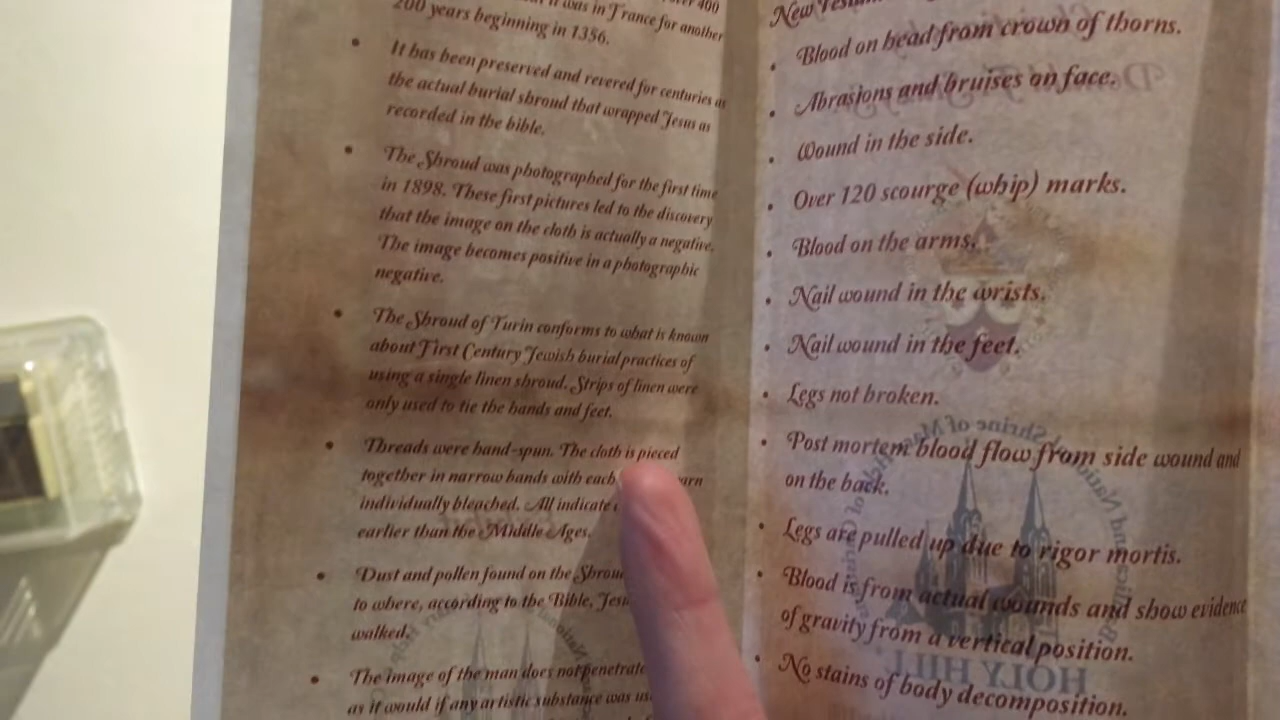 it was in France for another
200 years beginning in 1356.
• It has been preserved and revered for centuries as
the actual burial shroud that wrapped Jesus as
recorded in the bible.
• The Shroud was photographed for the first time
in 1898. These first pictures led to the discovery
that the image on the cloth is actually a negative.
The image becomes positive in a photographic
negative.
• The Shroud of Turin conforms to what is known
about First Century Jewish burial practices of
using a single linen shroud. Strips of linen were
only used to tie the hands and feet.
• Threads were hand-spun. The cloth is pieced
together in narrow bands with each
individually bleached. All indicate
earlier than the Middle Ages.
• Dust and pollen found on the
to where, according to the Bible,
walked.
• The image of the man does not penetrate
as it would if any artistic substance was
New
• Blood on head from crown of thorns.
• Abrasions and bruises on face.
• Wound in the side.
• Over 120 scourge (whip) marks.
• Blood on the arms.
• Nail wound in the wrists.
• Nail wound in the feet.
• Legs not broken.
• Post mortem blood flow from side wound and
on the back.
• Legs are pulled up due to rigor mortis.
• Blood is from actual wounds and show evidence
of gravity from a vertical position.
• No stains of body decomposition.
HOLY HILL